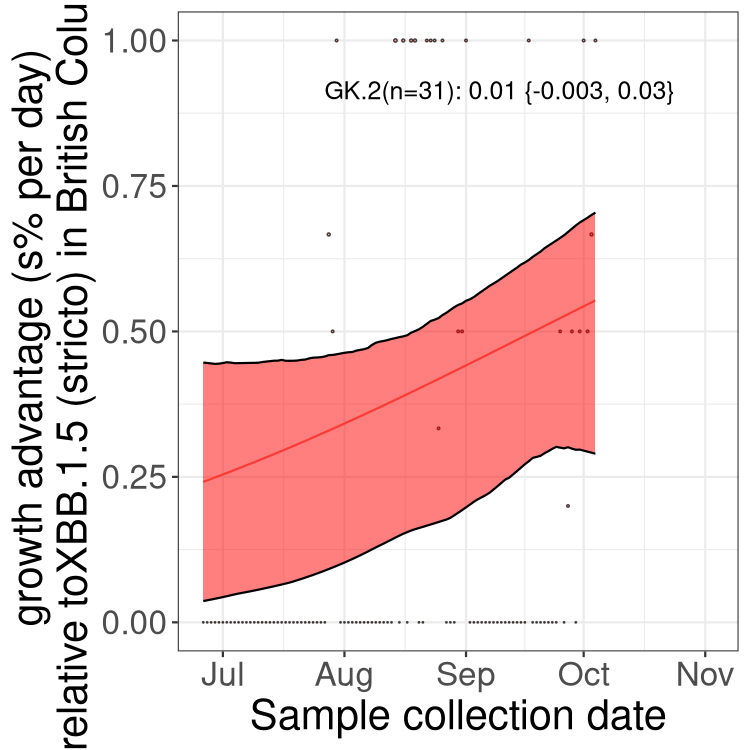 growth advantage (s% per day)
relative toXBB.1.5 (stricto) in British Colu
1.00
0.75
0.50
0.25
0.00
GK.2(n=31): 0.01 {-0.003, 0.03}
Jul Aug Sep Oct Nov
Sample collection date